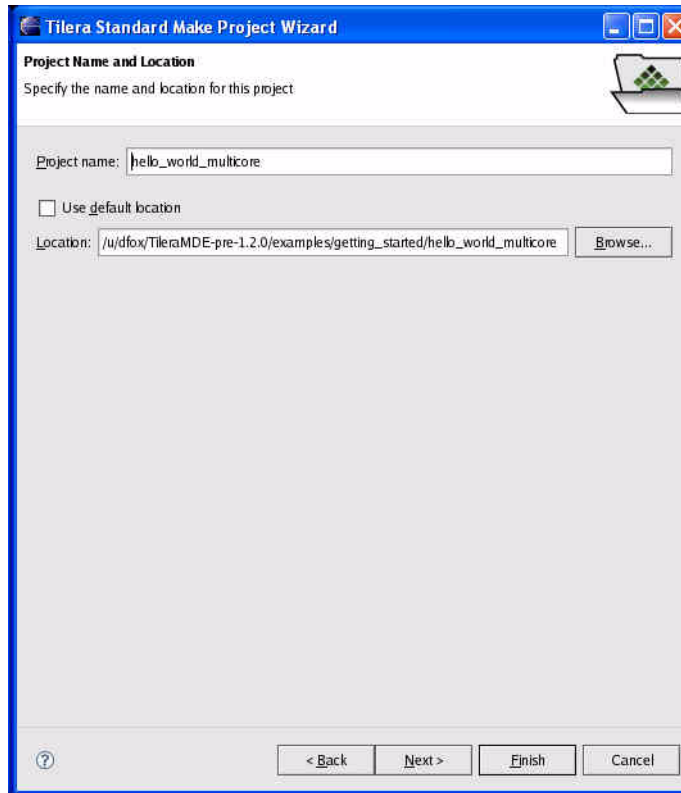 Tilera Standard Make Project Wizard
Project Name and Location
Specify the name and location for this project
Project name: hello_world_multicore
Use default location
Location: /u/dfox/TileraMDE-pre-1.2.0/examples/getting_started/hello_world_multicore Browse...
? < Back Next > Finish Cancel